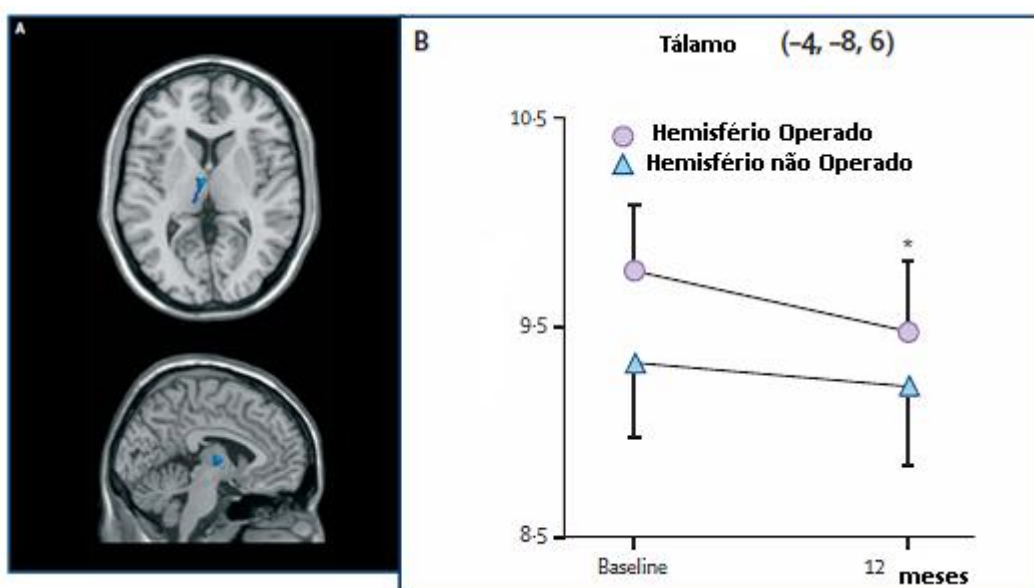 A
B
Tálamo (–4, –8, 6)
10·5
Hemisfério Operado
Hemisfério não Operado
*
9·5
8·5
Baseline 12 meses